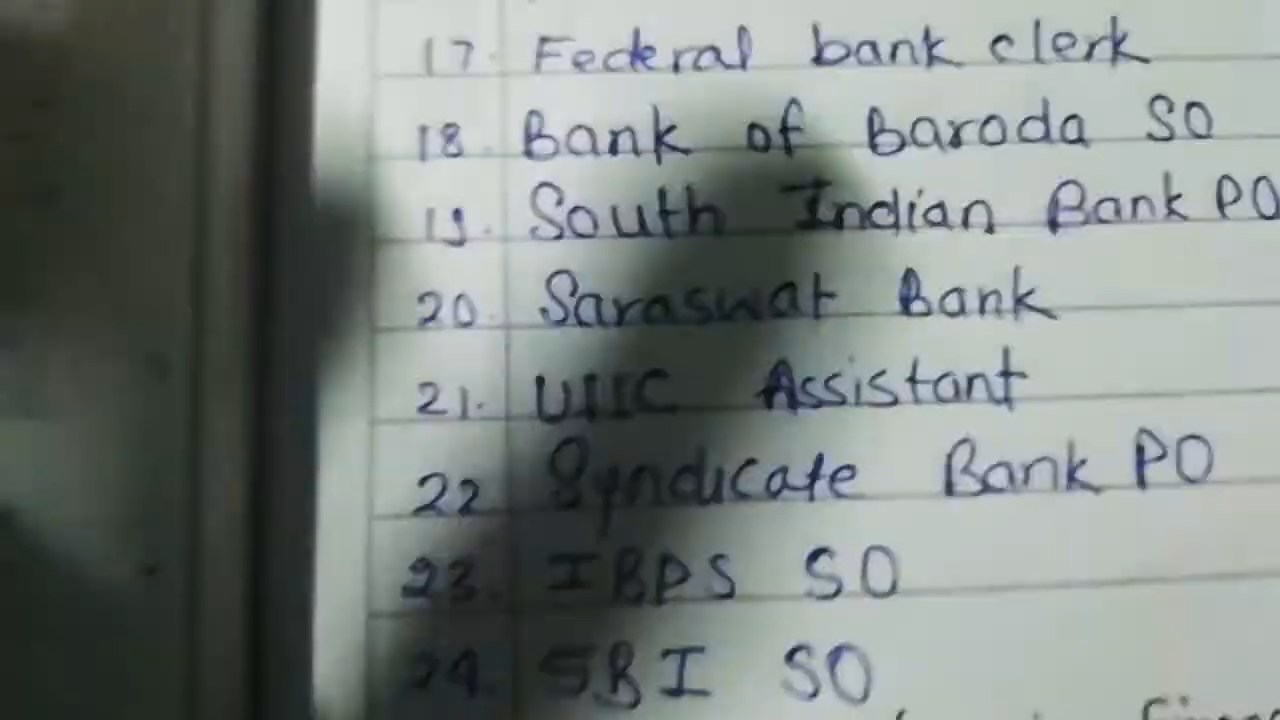 17. Federal bank clerk
18. Bank of Baroda SO
19. South Indian Bank PO
20. Saraswat Bank
21. UIIC Assistant
22 Syndicate Bank PO
23. IBPS SO
24. SBI SO